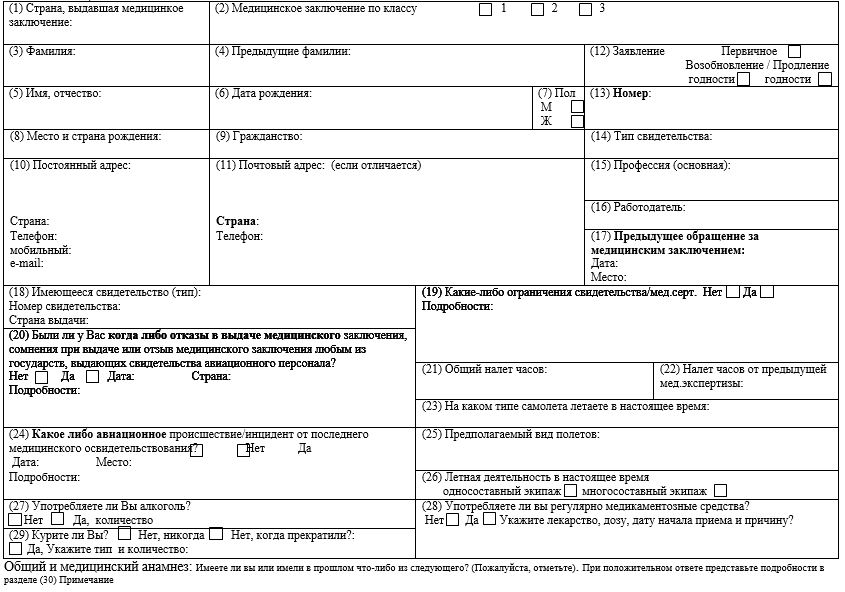 (1) Страна, выдавшая медицинкое
заключение:
(2) Медицинское заключение по классу 1 2 3
(3) Фамилия:
(4) Предыдущие фамилии:
(12) Заявление Первичное
Возобновление / Продление
годности годности
(5) Имя, отчество:
(6) Дата рождения:
(7) Пол
М
Ж
(13) Номер:
(8) Место и страна рождения:
(9) Гражданство:
(14) Тип свидетельства:
(10) Постоянный адрес:
Страна:
Телефон:
мобильный:
e-mail:
(11) Почтовый адрес: (если отличается)
Страна:
Телефон:
(15) Профессия (основная):
(16) Работодатель:
(17) Предыдущее обращение за
медицинским заключением:
Дата:
Место:
(18) Имеющееся свидетельство (тип):
Номер свидетельства:
Страна выдачи:
(19) Какие-либо ограничения свидетельства/мед.серт. Нет Да
Подробности:
(20) Были ли у Вас когда либо отказы в выдаче медицинского заключения,
сомнения при выдаче или отзыв медицинского заключения любым из
государств, выдающих свидетельства авиационного персонала?
Нет Да Дата: Страна:
Подробности:
(21) Общий налет часов:
(22) Налет часов от предыдущей
мед.экспертизы:
(23) На каком типе самолета летаете в настоящее время:
(24) Какое либо авиационное происшествие/инцидент от последнего
медицинского освидетельствования? Нет Да
Дата: Место:
Подробности:
(25) Предполагаемый вид полетов:
(26) Летная деятельность в настоящее время
односоставный экипаж многосоставный экипаж
(27) Употребляете ли Вы алкоголь?
Нет Да, количество
(28) Употребляете ли вы регулярно медикаментозные средства?
Нет Да Укажите лекарство, дозу, дату начала приема и причину?
(29) Курите ли Вы? Нет, никогда Нет, когда прекратили?:
Да, Укажите тип и количество:
Общий и медицинский анамнез: Имеете ли вы или имели в прошлом что-либо из следующего? (Пожалуйста, отметьте). При положительном ответе представьте подробности в
разделе (30) Примечание